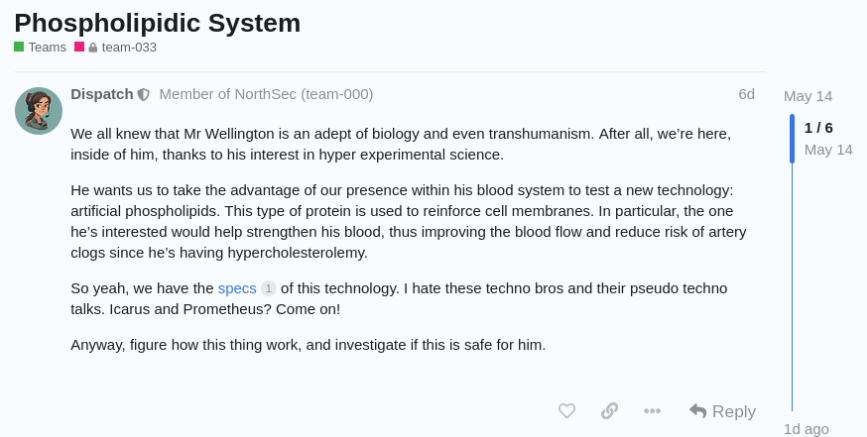 Phospholipidic System
Teams team-033
Dispatch Member of NorthSec (team-000) 6d
We all knew that Mr Wellington is an adept of biology and even transhumanism. After all, we're here,
inside of him, thanks to his interest in hyper experimental science.
He wants us to take the advantage of our presence within his blood system to test a new technology:
artificial phospholipids. This type of protein is used to reinforce cell membranes. In particular, the one
he's interested would help strengthen his blood, thus improving the blood flow and reduce risk of artery
clogs since he's having hypercholesterolemy.
So yeah, we have the specs 1 of this technology. I hate these techno bros and their pseudo techno
talks. Icarus and Prometheus? Come on!
Anyway, figure how this thing work, and investigate if this is safe for him.
Reply
May 14
1 / 6
May 14
1d ago